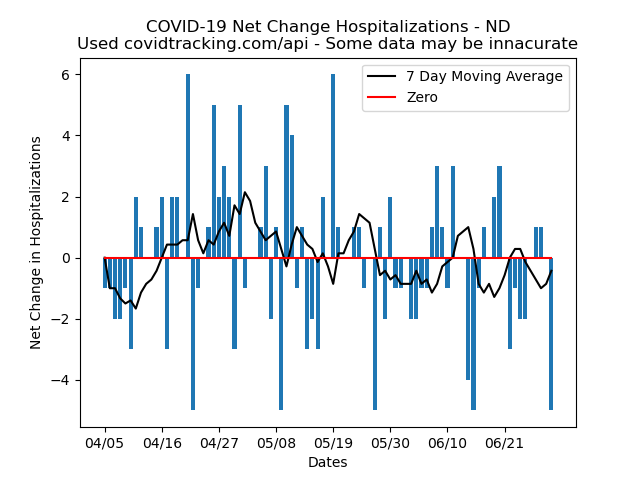 COVID-19 Net Change Hospitalizations - ND
Used covidtracking.com/api - Some data may be innacurate
7 Day Moving Average
Zero
Net Change in Hospitalizations
6
4
2
0
−2
−4
04/05 04/16 04/27 05/08 05/19 05/30 06/10 06/21
Dates